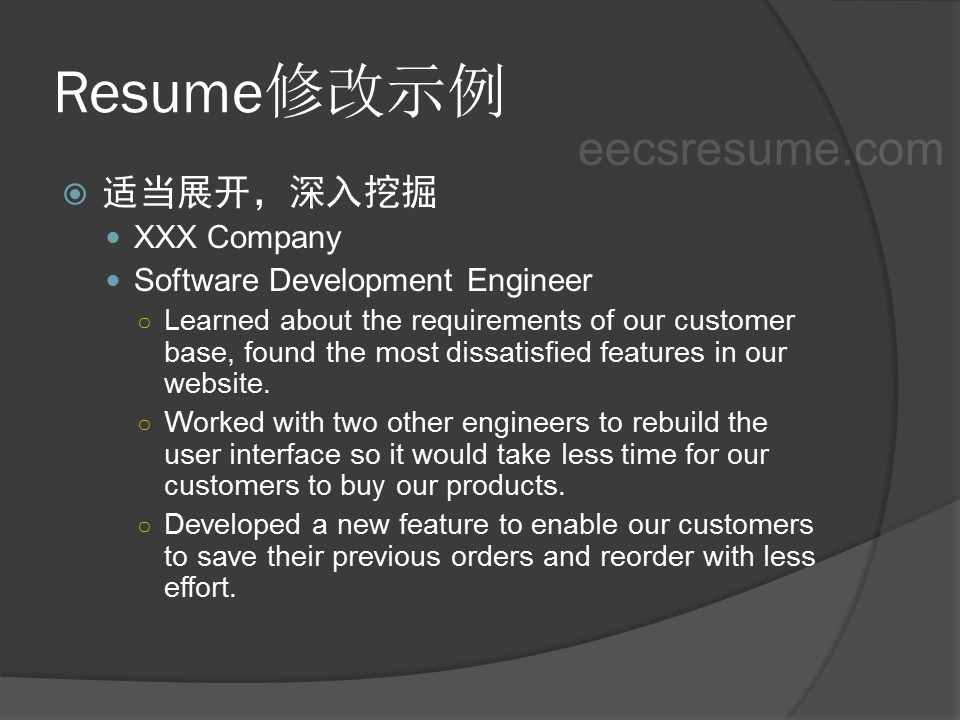 Resume修改示例
eecsresume.com
适当展开，深入挖掘
XXX Company
Software Development Engineer
Learned about the requirements of our customer
base, found the most dissatisfied features in our
website.
Worked with two other engineers to rebuild the
user interface so it would take less time for our
customers to buy our products.
Developed a new feature to enable our customers
to save their previous orders and reorder with less
effort.